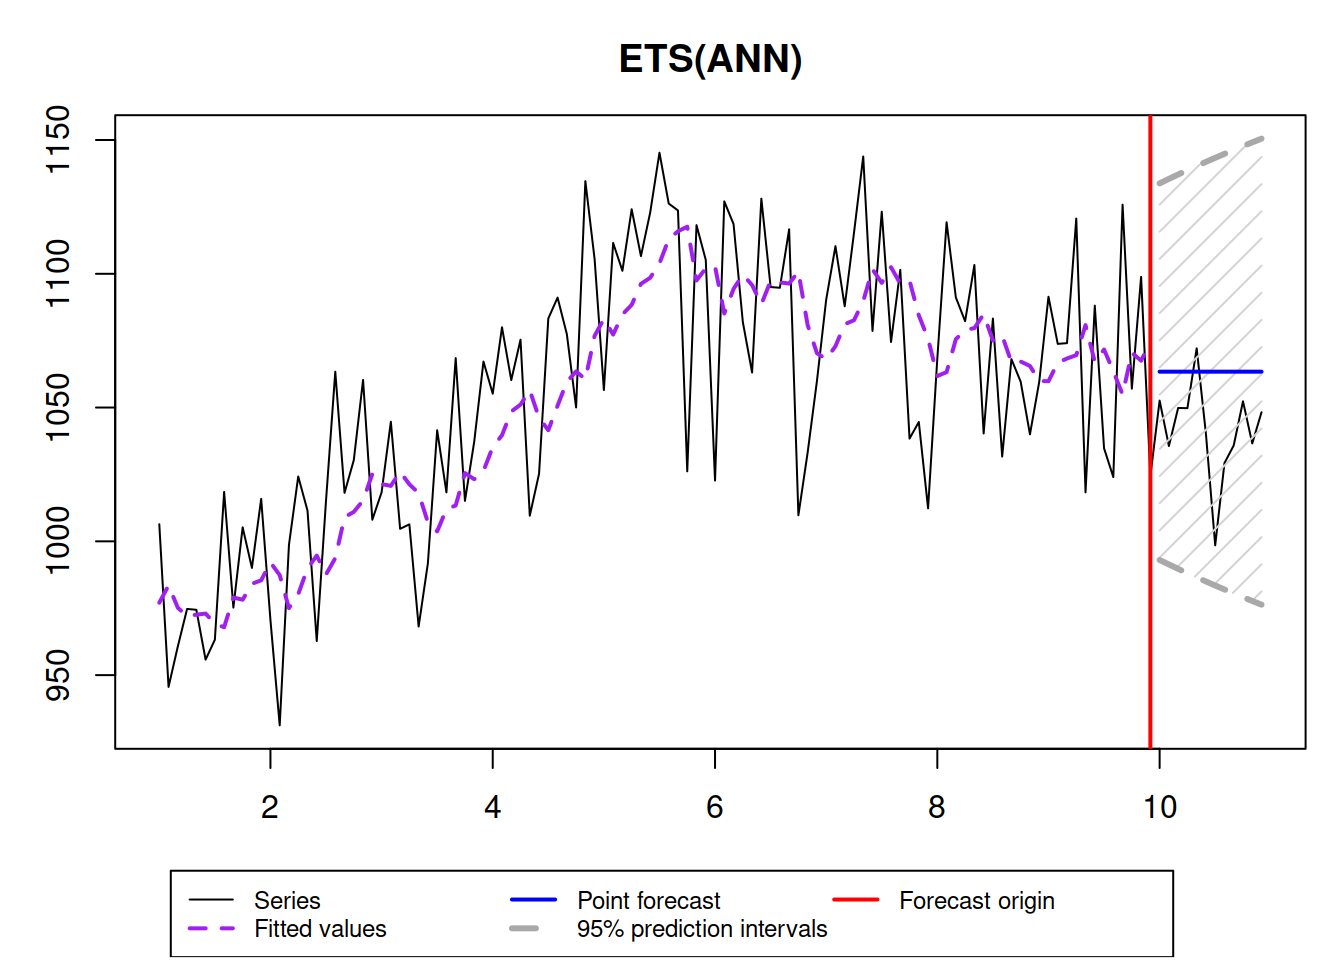 ETS(ANN)
1150
1100
1050
1000
950
2 4 6 8 10
Series Point forecast Forecast origin
Fitted values 95% prediction intervals